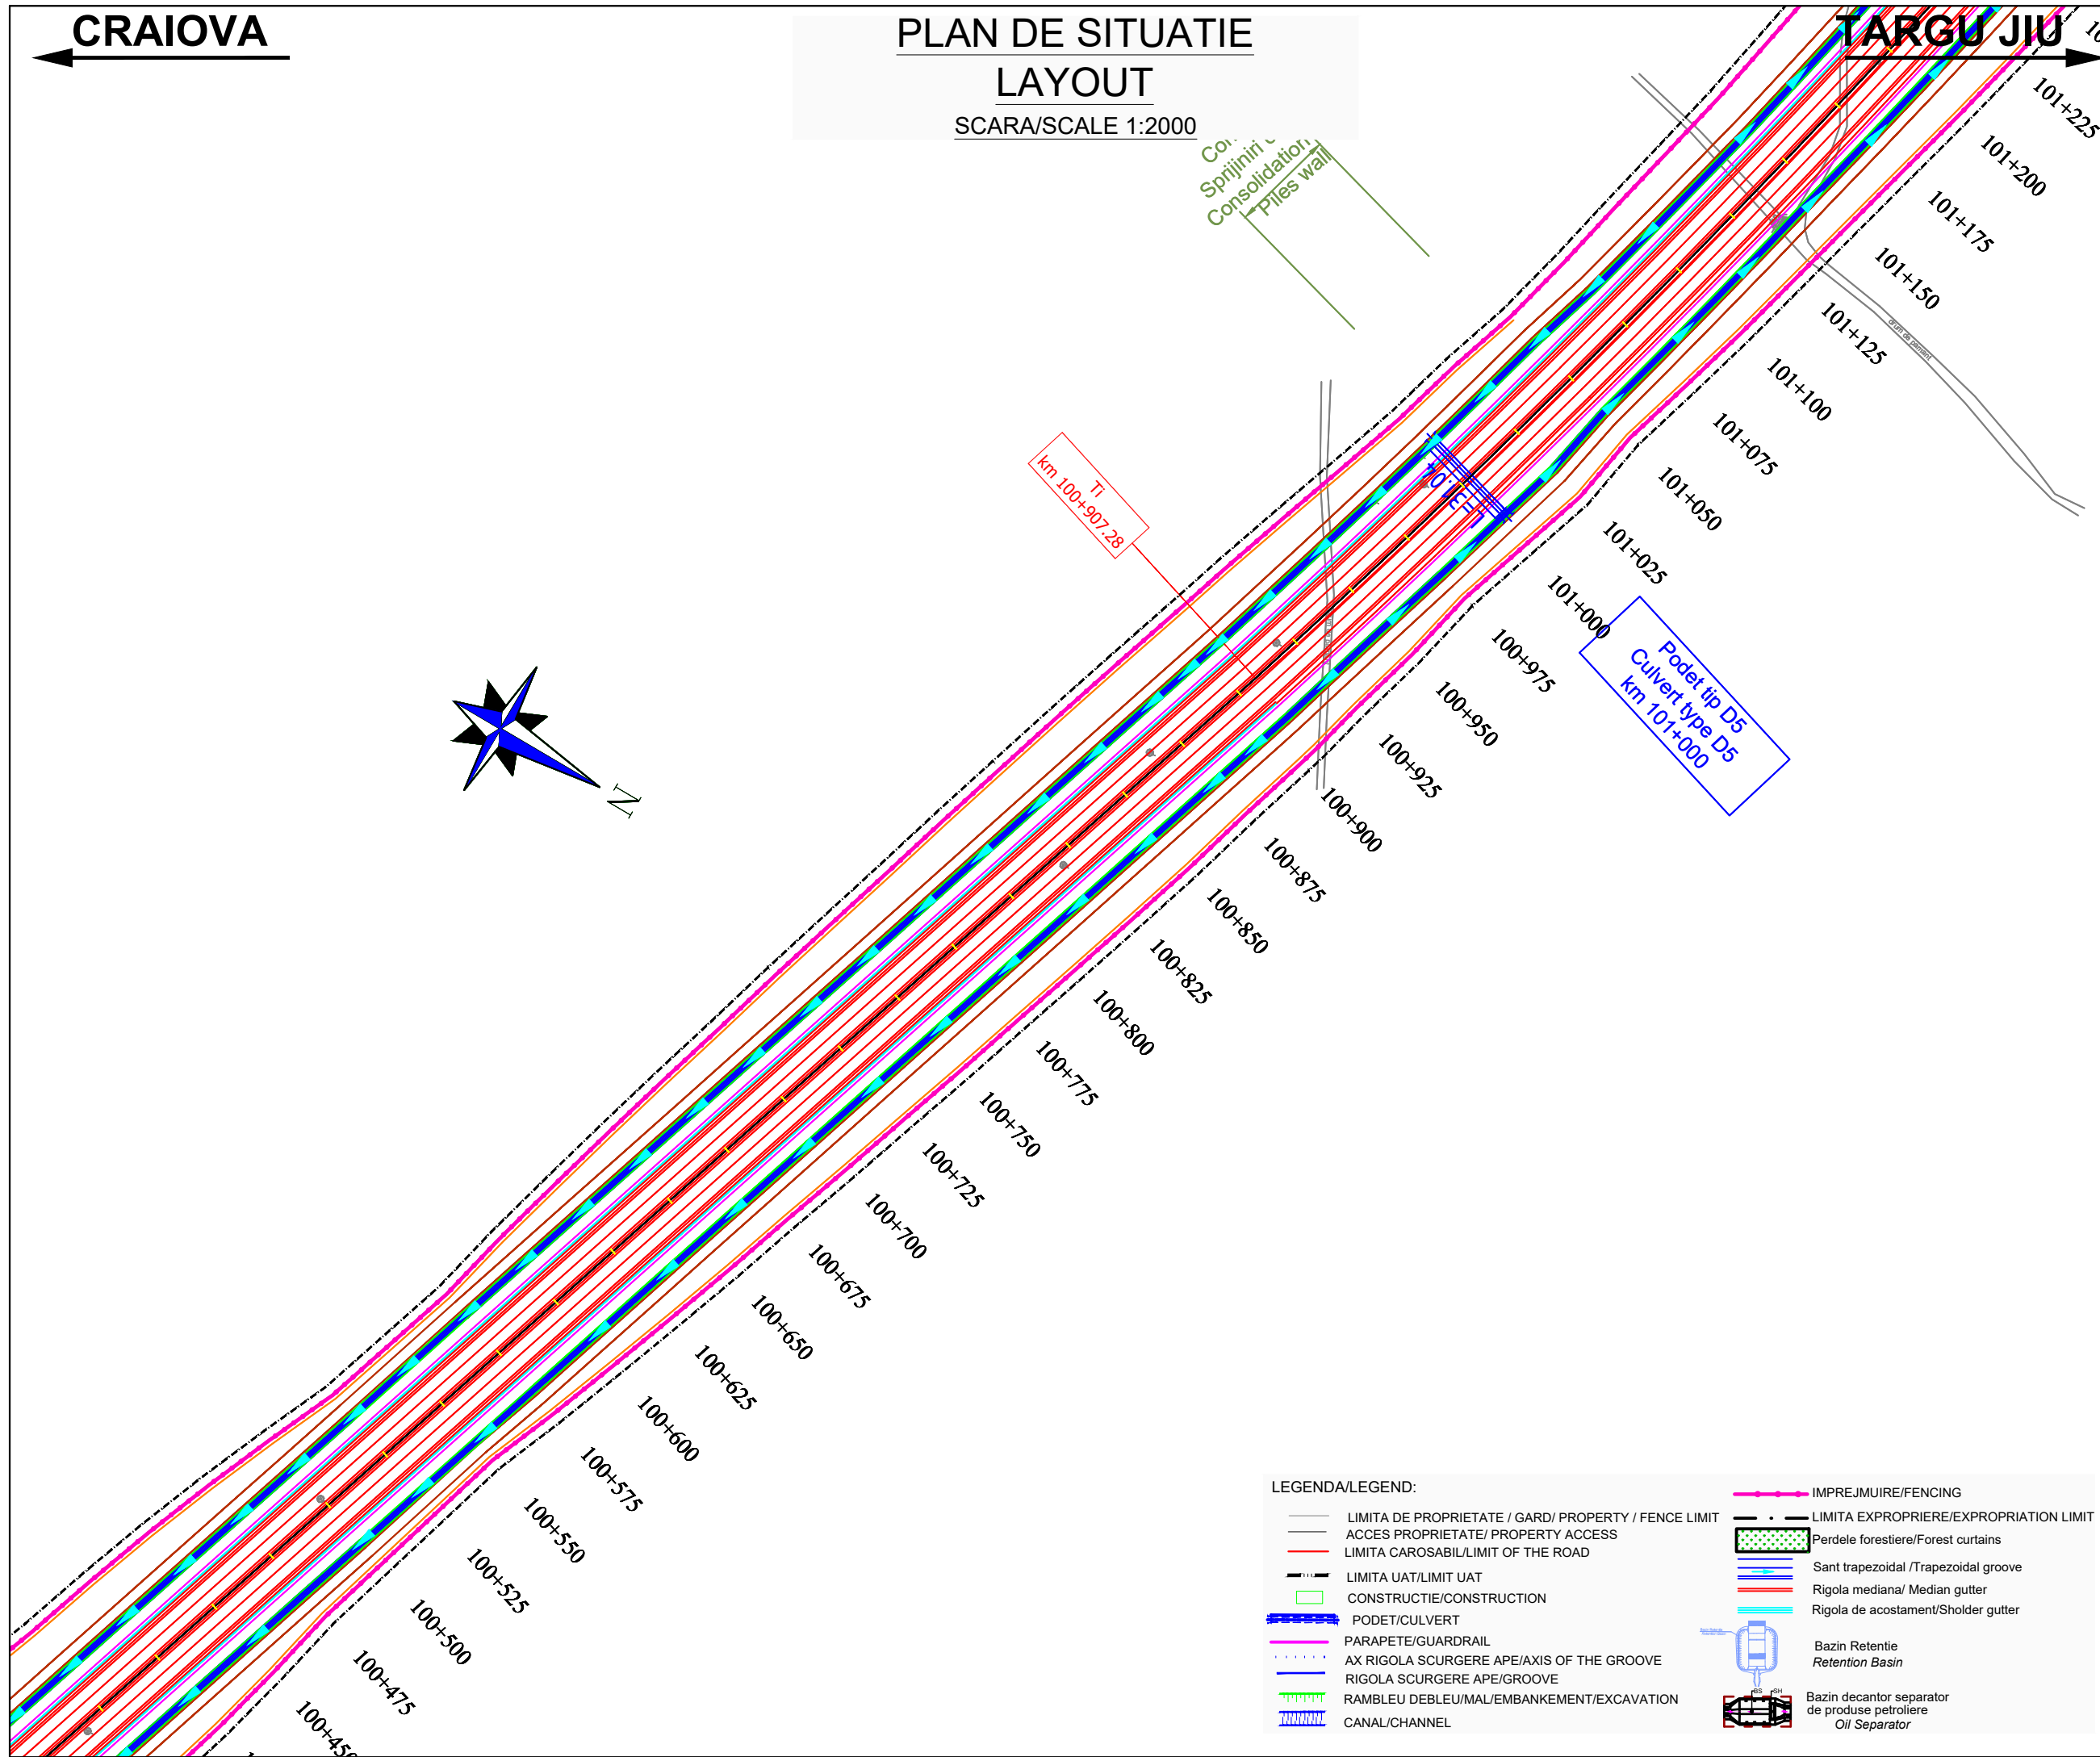 CRAIOVA
PLAN DE SITUATIE
LAYOUT
SCARA/SCALE 1:2000
TARGU JIU
Sprijiniri
Consolidation
Piles wall
101+225
101+200
101+175
101+150
101+125
101+100
101+075
101+050
101+025
101+000
100+975
100+950
100+925
100+900
100+875
100+850
100+825
100+800
100+775
100+750
100+725
100+700
100+675
100+650
100+625
100+600
100+575
100+550
100+525
100+500
100+475
100+450
drum de pamant
Ti
km 100+907.28
L=31.04
Podet tip D5
Culvert type D5
km 101+000
N
LEGENDA/LEGEND:
LIMITA DE PROPRIETATE / GARD/ PROPERTY / FENCE LIMIT
ACCES PROPRIETATE/ PROPERTY ACCESS
LIMITA CAROSABIL/LIMIT OF THE ROAD
LIMITA UAT/LIMIT UAT
CONSTRUCTIE/CONSTRUCTION
PODET/CULVERT
PARAPETE/GUARDRAIL
AX RIGOLA SCURGERE APE/AXIS OF THE GROOVE
RIGOLA SCURGERE APE/GROOVE
RAMBLEU DEBLEU/MAL/EMBANKEMENT/EXCAVATION
CANAL/CHANNEL
IMPREJMUIRE/FENCING
LIMITA EXPROPRIERE/EXPROPRIATION LIMIT
Perdele forestiere/Forest curtains
Sant trapezoidal /Trapezoidal groove
Rigola mediana/ Median gutter
Rigola de acostament/Sholder gutter
Bazin Retentie
Retention Basin
BS SH
Bazin decantor separator
de produse petroliere
Oil Separator